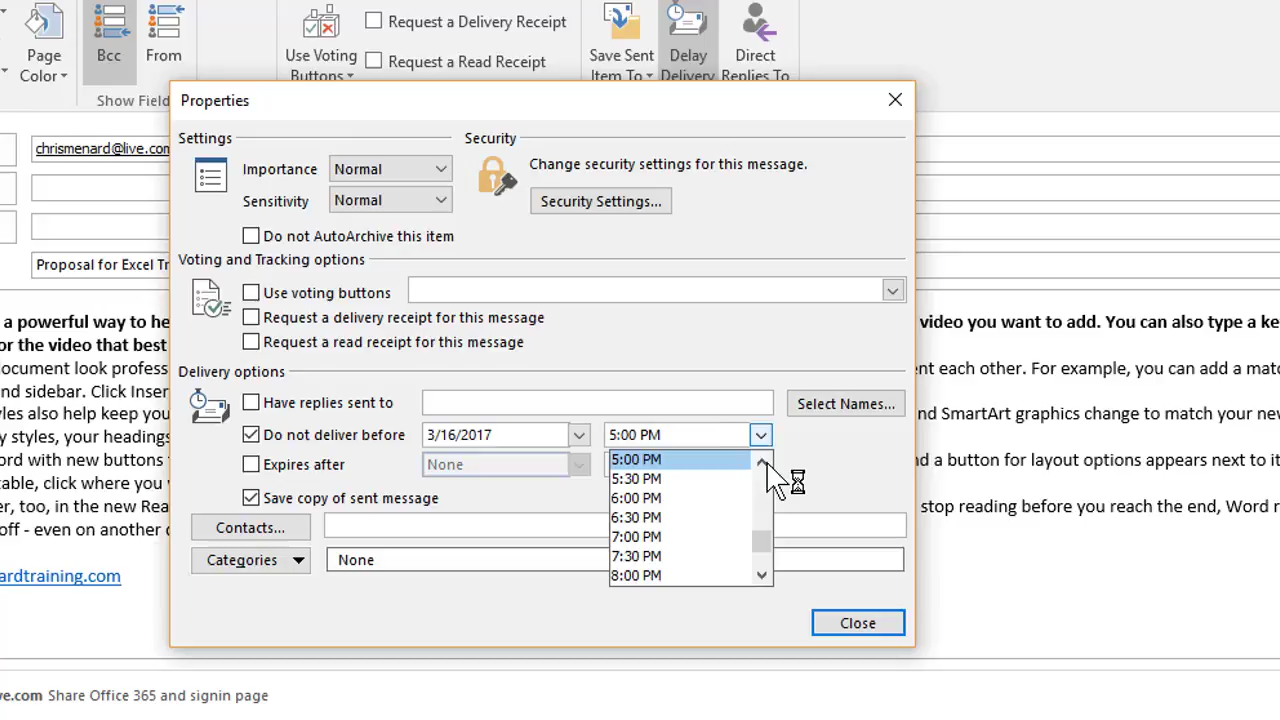 Page
Color
Bcc
From
Show Field
Use Voting
Buttons
Request a Delivery Receipt
Request a Read Receipt
Save Sent
Item To
Delay
Delivery
Direct
Replies To
Properties
chrismenard@live.com
Proposal for Excel Tr
Settings
Security
Importance
Normal
Sensitivity
Normal
Change security settings for this message.
Security Settings...
Do not AutoArchive this item
Voting and Tracking options
Use voting buttons
Request a delivery receipt for this message
Request a read receipt for this message
Delivery options
Have replies sent to
Select Names...
Do not deliver before
3/16/2017
5:00 PM
Expires after
None
5:00 PM
5:30 PM
6:00 PM
6:30 PM
7:00 PM
7:30 PM
8:00 PM
Save copy of sent message
Contacts...
Categories
None
Close
a powerful way to he
video you want to add. You can also type a ke
or the video that best
ocument look profess
ent each other. For example, you can add a matc
nd sidebar. Click Inser
yles also help keep you
nd SmartArt graphics change to match your new
y styles, your headings
ord with new buttons
d a button for layout options appears next to it
table, click where you
er, too, in the new Rea
stop reading before you reach the end, Word r
off - even on another d
ardtraining.com
ve.com Share Office 365 and signin page